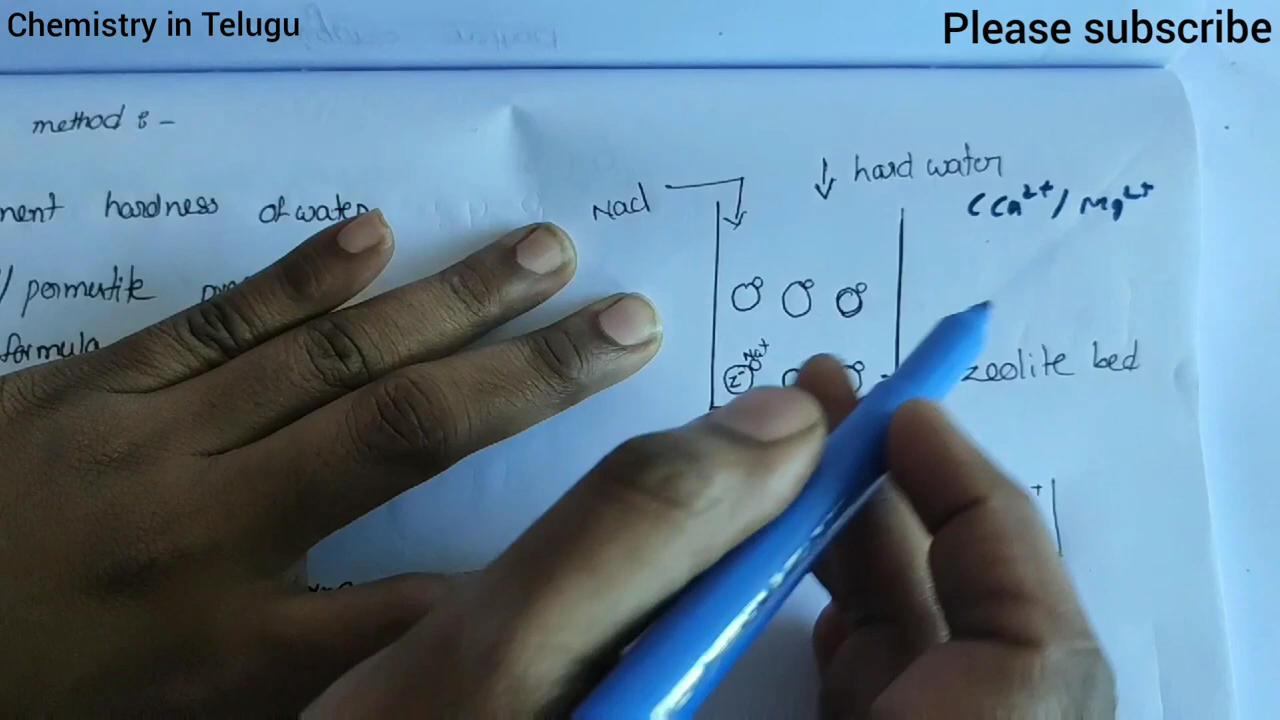 Chemistry in Telugu
Please subscribe
method :-
nent hardness of water
/ permutit
formula
NaCl
↓ hard water
(Ca²⁺/ Mg²⁺
Na⁺
Z⁻
zeolite bed
+